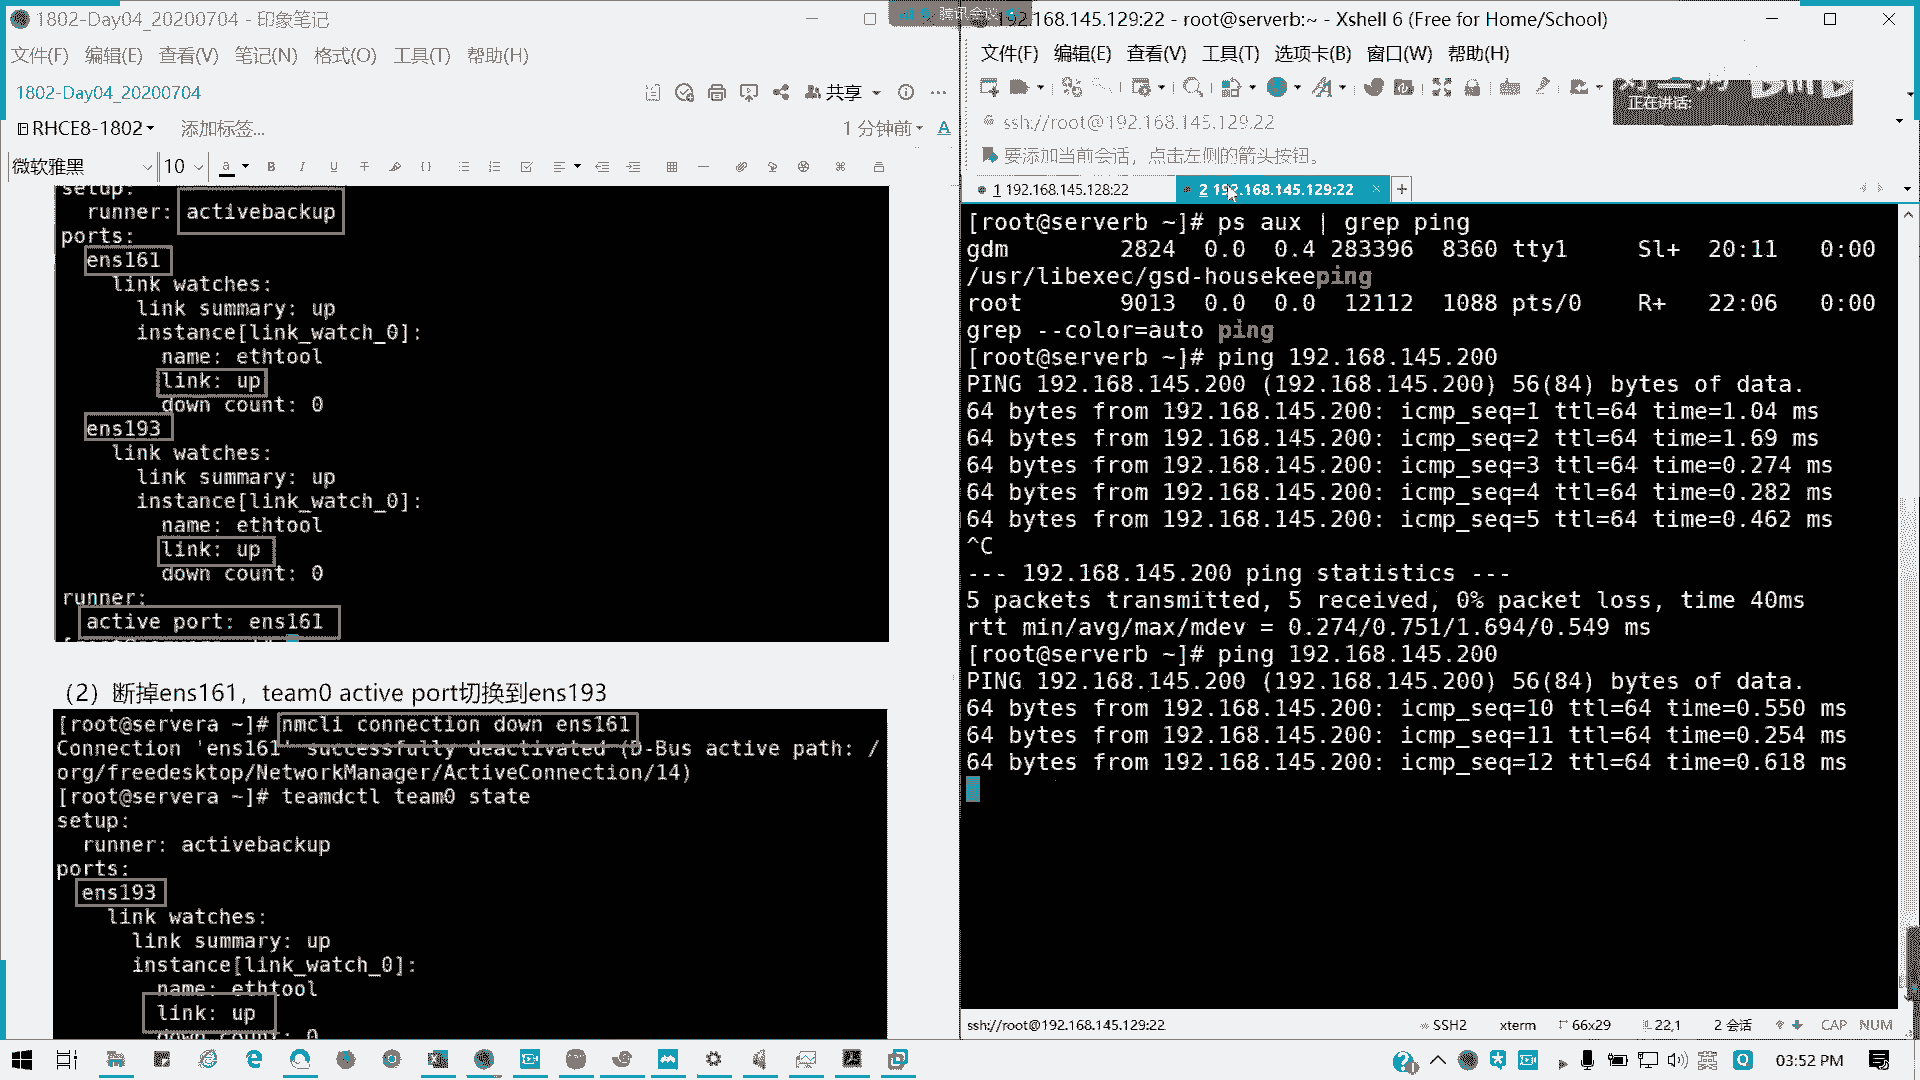 1802-Day04_20200704 - 印象笔记
文件(F) 编辑(E) 查看(V) 笔记(N) 格式(O) 工具(T) 帮助(H)
1802-Day04_20200704
共享
RHCE8-1802
添加标签...
1 分钟前
微软雅黑
10
setup:
runner: activebackup
ports:
ens161
link watches:
link summary: up
instance[link_watch_0]:
name: ethtool
link: up
down count: 0
ens193
link watches:
link summary: up
instance[link_watch_0]:
name: ethtool
link: up
down count: 0
runner:
active port: ens161
（2）断掉ens161，team0 active port切换到ens193
[root@servera ~]# nmcli connection down ens161
Connection 'ens161' successfully deactivated (D-Bus active path: /
org/freedesktop/NetworkManager/ActiveConnection/14)
[root@servera ~]# teamdctl team0 state
setup:
runner: activebackup
ports:
ens193
link watches:
link summary: up
instance[link_watch_0]:
name: ethtool
link: up
down count: 0
腾讯会议
192.168.145.129:22 - root@serverb:~ - Xshell 6 (Free for Home/School)
文件(F) 编辑(E) 查看(V) 工具(T) 选项卡(B) 窗口(W) 帮助(H)
正在讲话:
ssh://root@192.168.145.129:22
要添加当前会话，点击左侧的箭头按钮。
1 192.168.145.128:22
2 192.168.145.129:22
[root@serverb ~]# ps aux | grep ping
gdm 2824 0.0 0.4 283396 8360 tty1 Sl+ 20:11 0:00
/usr/libexec/gsd-housekeeping
root 9013 0.0 0.0 12112 1088 pts/0 R+ 22:06 0:00
grep --color=auto ping
[root@serverb ~]# ping 192.168.145.200
PING 192.168.145.200 (192.168.145.200) 56(84) bytes of data.
64 bytes from 192.168.145.200: icmp_seq=1 ttl=64 time=1.04 ms
64 bytes from 192.168.145.200: icmp_seq=2 ttl=64 time=1.69 ms
64 bytes from 192.168.145.200: icmp_seq=3 ttl=64 time=0.274 ms
64 bytes from 192.168.145.200: icmp_seq=4 ttl=64 time=0.282 ms
64 bytes from 192.168.145.200: icmp_seq=5 ttl=64 time=0.462 ms
^C
--- 192.168.145.200 ping statistics ---
5 packets transmitted, 5 received, 0% packet loss, time 40ms
rtt min/avg/max/mdev = 0.274/0.751/1.694/0.549 ms
[root@serverb ~]# ping 192.168.145.200
PING 192.168.145.200 (192.168.145.200) 56(84) bytes of data.
64 bytes from 192.168.145.200: icmp_seq=10 ttl=64 time=0.550 ms
64 bytes from 192.168.145.200: icmp_seq=11 ttl=64 time=0.254 ms
64 bytes from 192.168.145.200: icmp_seq=12 ttl=64 time=0.618 ms
ssh://root@192.168.145.129:22
SSH2
xterm
66x29
22,1
2 会话
CAP NUM
03:52 PM